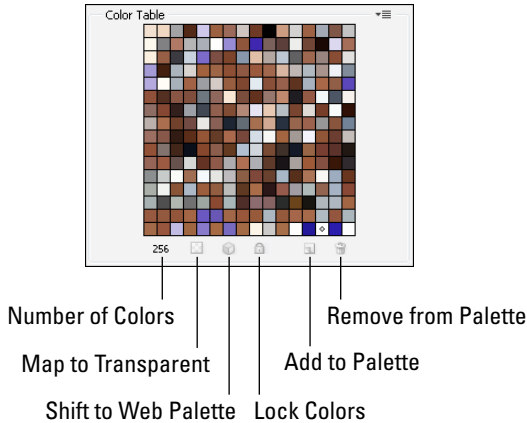 Color Table
256
Number of Colors
Remove from Palette
Map to Transparent
Add to Palette
Shift to Web Palette
Lock Colors